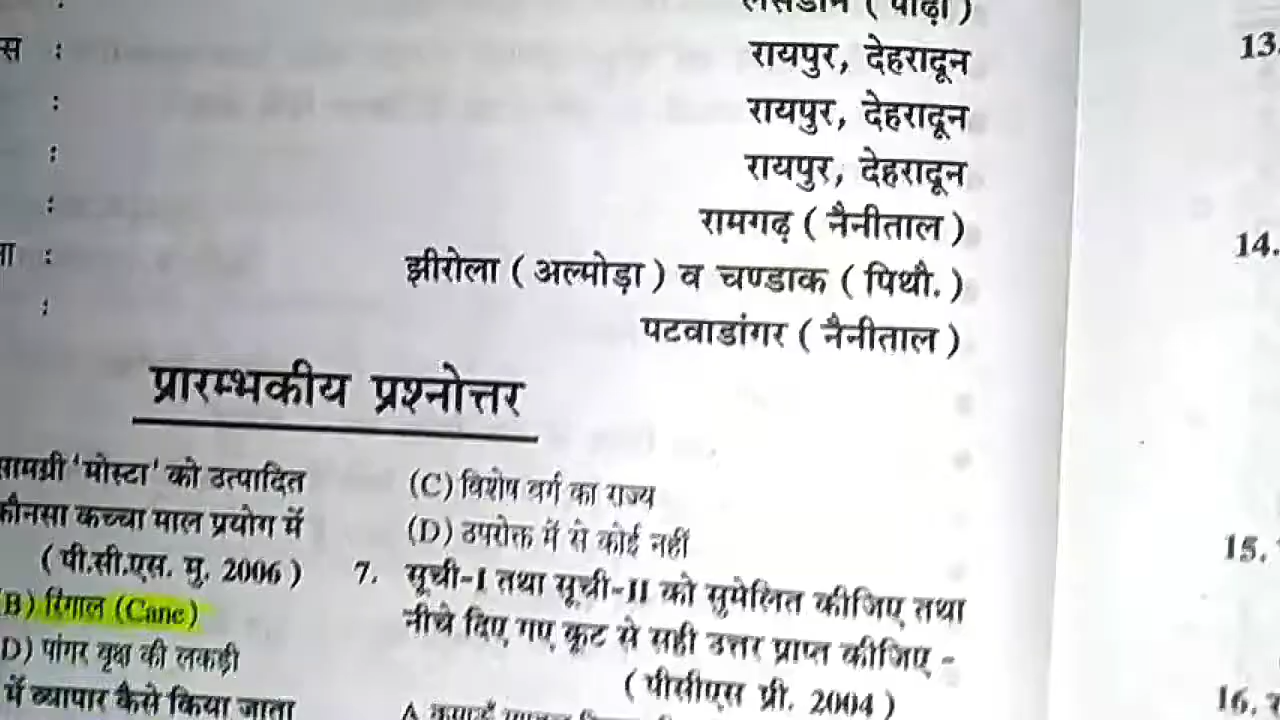 रायपुर, देहरादून
13.
स :
रायपुर, देहरादून
:
रायपुर, देहरादून
:
रामगढ़ ( नैनीताल )
:
14.
ा :
झीरोला ( अल्मोड़ा ) व चण्डाक ( पिथौ. )
:
पटवाडांगर ( नैनीताल )
प्रारम्भकीय प्रश्नोत्तर
सामग्री 'मोस्टा' को उत्पादित
कौनसा कच्चा माल प्रयोग में
( पी.सी.एस. मु. 2006 )
B) रिंगाल (Cane)
D) पांगर वृक्ष की लकड़ी
में व्यापार कैसे किया जाता
(C) विशेष वर्ग का राज्य
(D) उपरोक्त में से कोई नहीं
7. सूची-I तथा सूची-II को सुमेलित कीजिए तथा
नीचे दिए गए कूट से सही उत्तर प्राप्त कीजिए -
( पीसीएस प्री. 2004 )
15.
16.